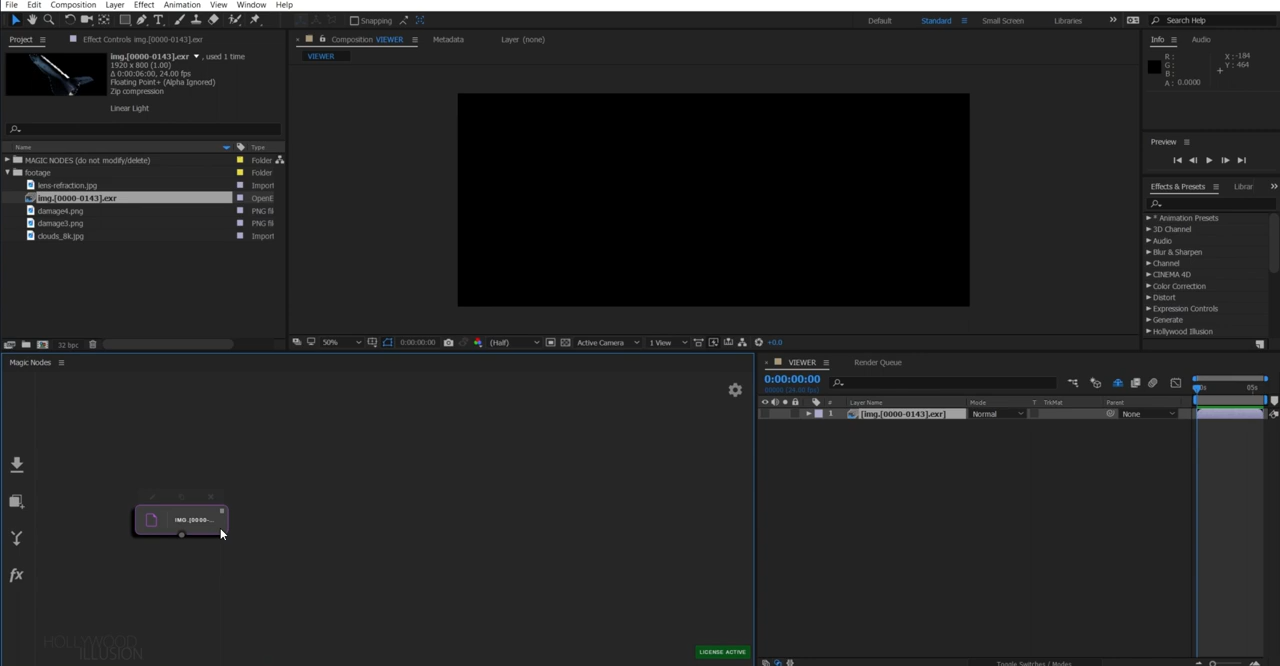 File Edit Composition Layer Effect Animation View Window Help
Snapping Default Standard Small Screen Libraries Search Help
Project Effect Controls img.[0000-0143].exr
img.[0000-0143].exr , used 1 time
1920 x 800 (1.00)
Δ 0:00:06:00, 24.00 fps
Floating Point+ (Alpha Ignored)
Zip compression
Linear Light
Name Type
MAGIC NODES (do not modify/delete) Folder
footage Folder
lens-refraction.jpg Import
img.[0000-0143].exr OpenE
damage4.png PNG fil
damage3.png PNG fil
clouds_8k.jpg Import
32 bpc
Composition VIEWER Metadata Layer (none)
VIEWER
50% 0:00:00:00 (Half) Active Camera 1 View +0.0
Info Audio
R : X : -184
G : Y : 464
B :
A : 0.0000
Preview
Effects & Presets Librar
* Animation Presets
3D Channel
Audio
Blur & Sharpen
Channel
CINEMA 4D
Color Correction
Distort
Expression Controls
Generate
Hollywood Illusion
Magic Nodes
IMG.[0000-...
fx
HOLLYWOOD
ILLUSION
LICENSE ACTIVE
VIEWER Render Queue
0:00:00:00
00000 (24.00 fps)
# Layer Name Mode T TrkMat Parent
1 [img.[0000-0143].exr] Normal None
05s
Toggle Switches / Modes